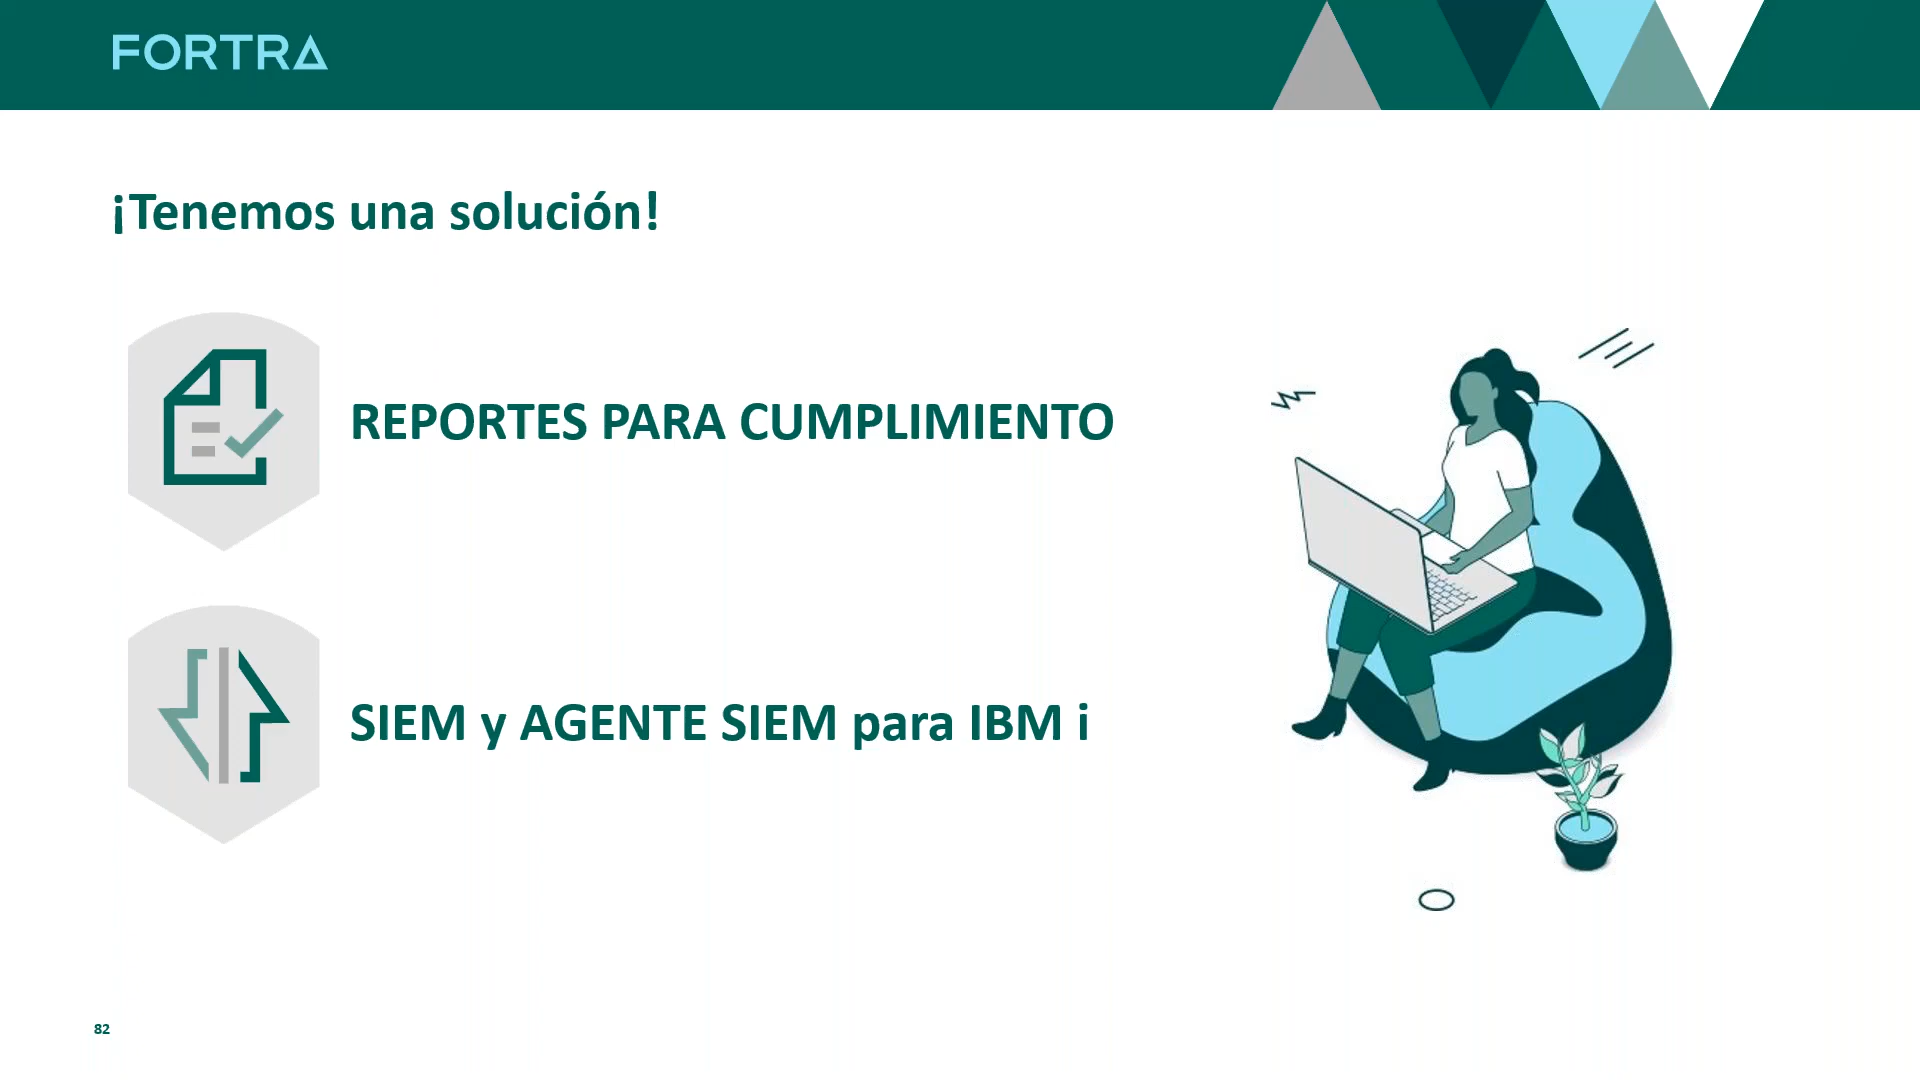 FORTRA
¡Tenemos una solución!
REPORTES PARA CUMPLIMIENTO
SIEM y AGENTE SIEM para IBM i
82